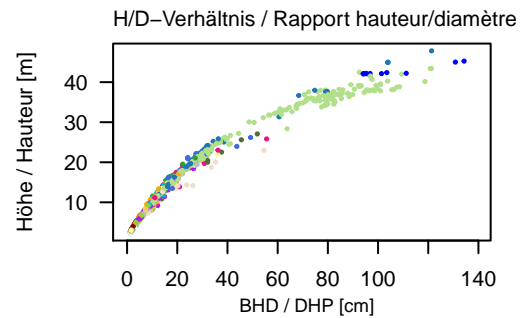 H/D−Verhältnis / Rapport hauteur/diamètre
Höhe / Hauteur [m]
40
30
20
10
0 20 40 60 80 100 120 140
BHD / DHP [cm]